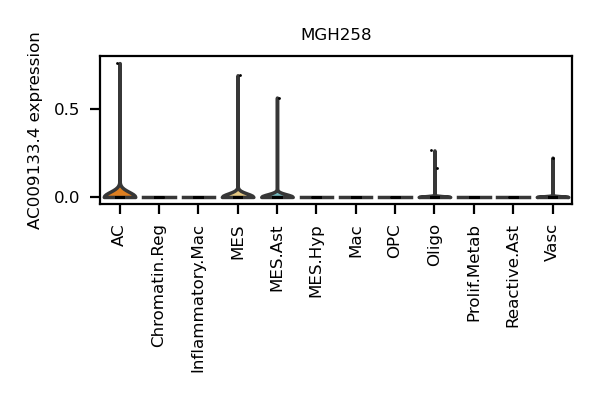 MGH258
AC009133.4 expression
0.5
0.0
AC
Chromatin.Reg
Inflammatory.Mac
MES
MES.Ast
MES.Hyp
Mac
OPC
Oligo
Prolif.Metab
Reactive.Ast
Vasc